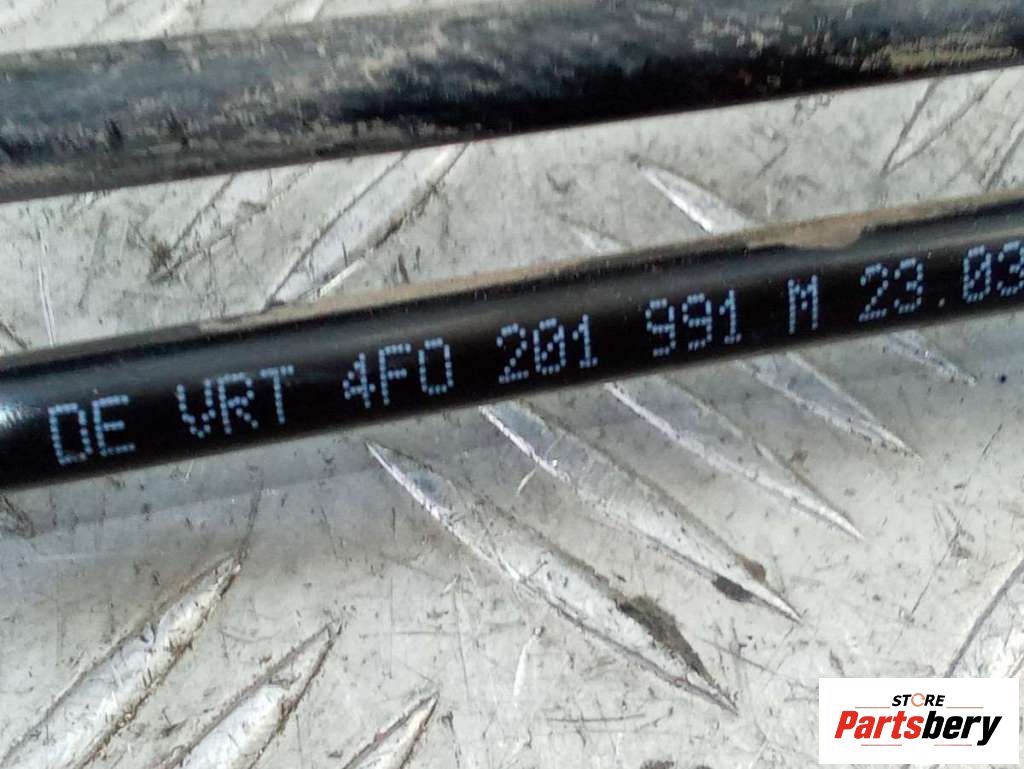 DE VRT 4F0 201 991 M 23.03
STORE
Partsbery